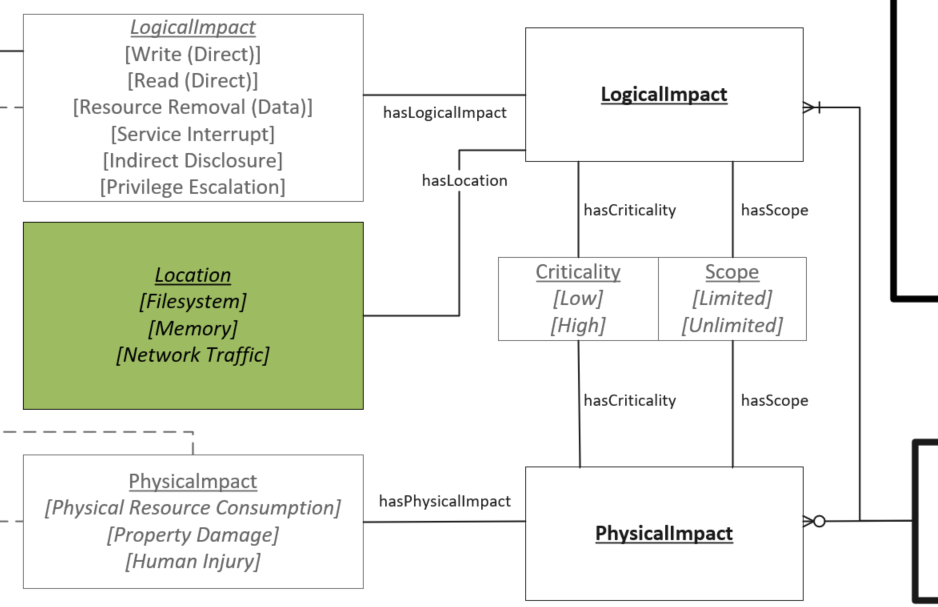 LogicalImpact
[Write (Direct)]
[Read (Direct)]
[Resource Removal (Data)]
[Service Interrupt]
[Indirect Disclosure]
[Privilege Escalation]
hasLogicalImpact
LogicalImpact
hasLocation
hasCriticality
hasScope
Location
[Filesystem]
[Memory]
[Network Traffic]
Criticality
[Low]
[High]
Scope
[Limited]
[Unlimited]
hasCriticality
hasScope
PhysicaImpact
[Physical Resource Consumption]
[Property Damage]
[Human Injury]
hasPhysicalImpact
PhysicalImpact